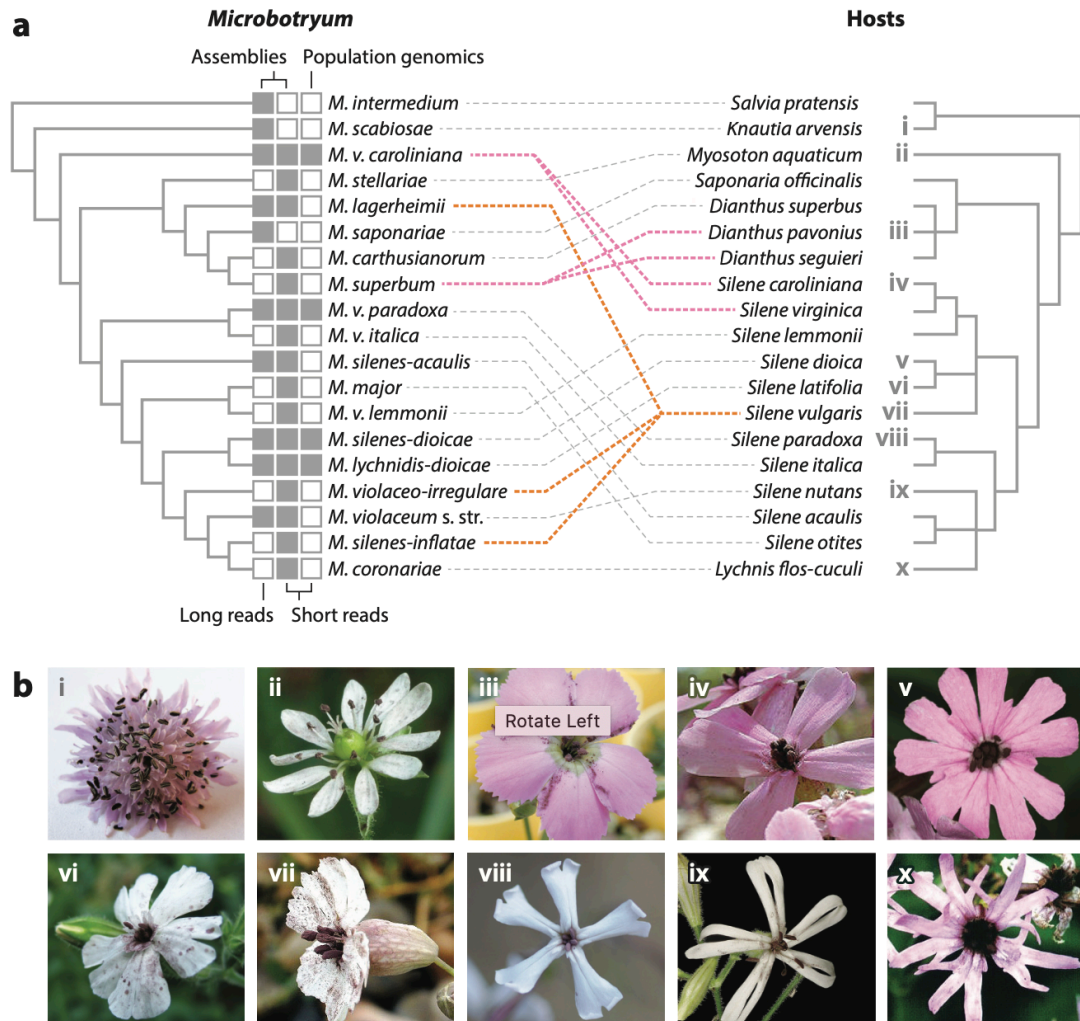 a
Microbotryum
Hosts
Assemblies
Population genomics
M. intermedium
Salvia pratensis
M. scabiosae
Knautia arvensis
i
M. v. caroliniana
Myosoton aquaticum
ii
M. stellariae
Saponaria officinalis
M. lagerheimii
Dianthus superbus
M. saponariae
Dianthus pavonius
iii
M. carthusianorum
Dianthus seguieri
M. superbum
Silene caroliniana
iv
M. v. paradoxa
Silene virginica
M. v. italica
Silene lemmonii
M. silenes-acaulis
Silene dioica
v
M. major
Silene latifolia
vi
M. v. lemmonii
Silene vulgaris
vii
M. silenes-dioicae
Silene paradoxa
viii
M. lychnidis-dioicae
Silene italica
M. violaceo-irregulare
Silene nutans
ix
M. violaceum s. str.
Silene acaulis
M. silenes-inflatae
Silene otites
M. coronariae
Lychnis flos-cuculi
x
Long reads
Short reads
b
i
ii
iii
iv
v
Rotate Left
vi
vii
viii
ix
x